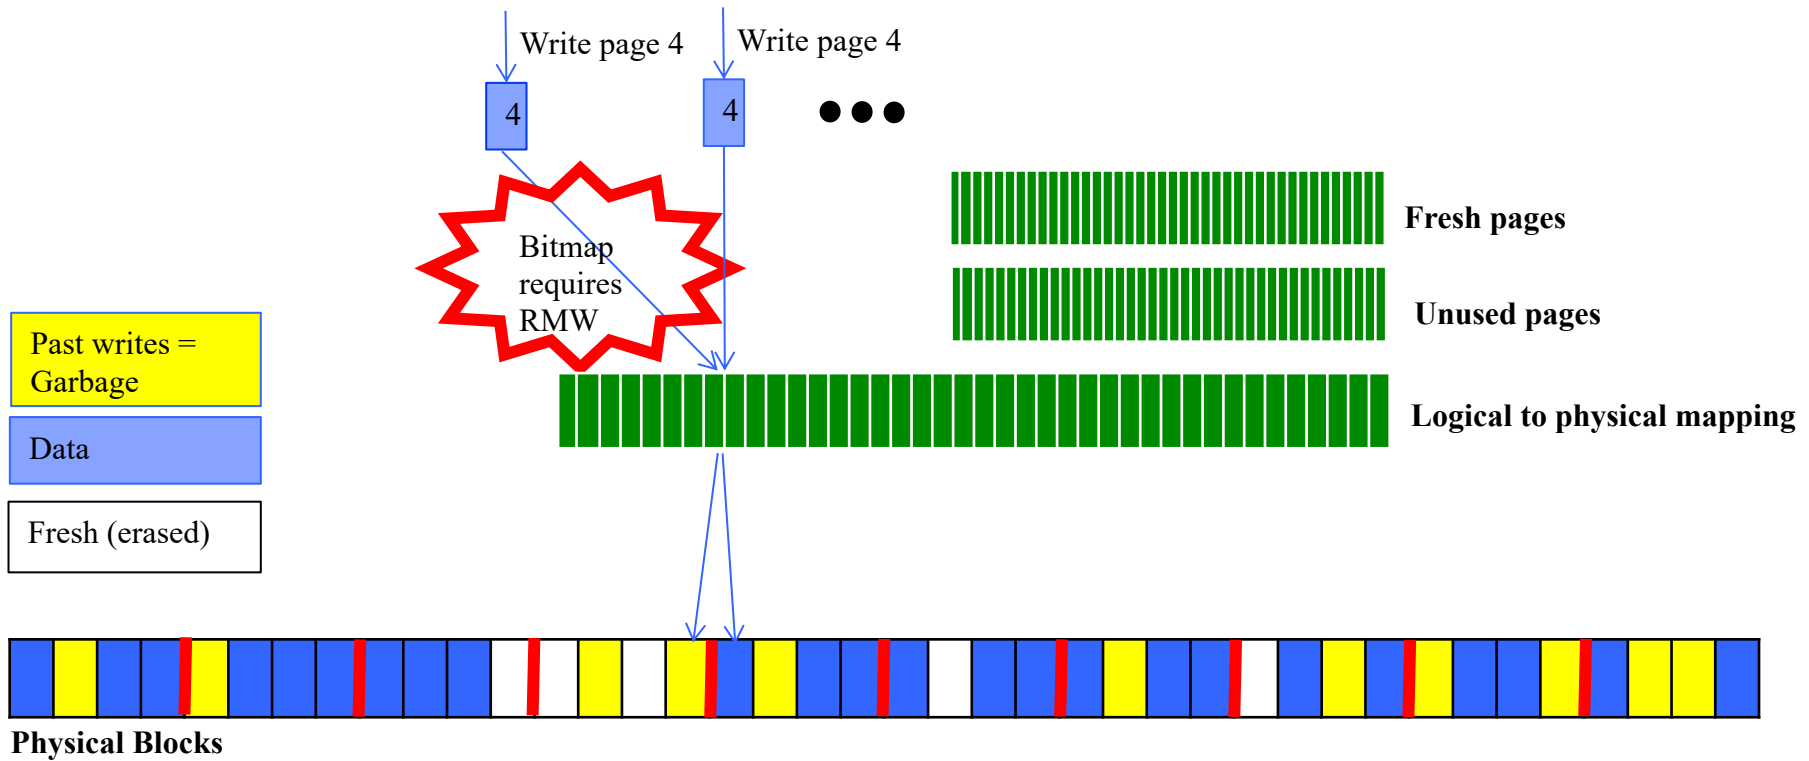 Write page 4
Write page 4
4
4
Bitmap
requires
RMW
Fresh pages
Unused pages
Past writes =
Garbage
Logical to physical mapping
Data
Fresh (erased)
Physical Blocks